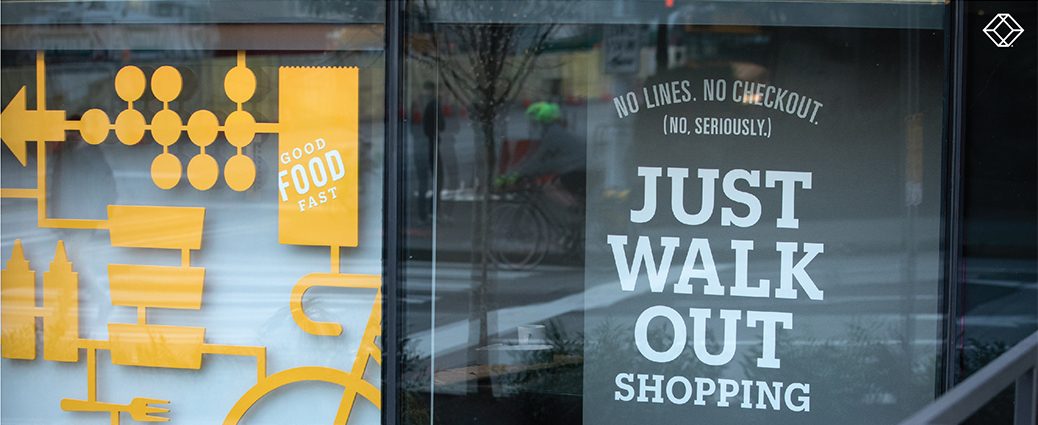 GOOD
FOOD
FAST
NO LINES. NO CHECKOUT.
(NO, SERIOUSLY.)
JUST
WALK
OUT
SHOPPING